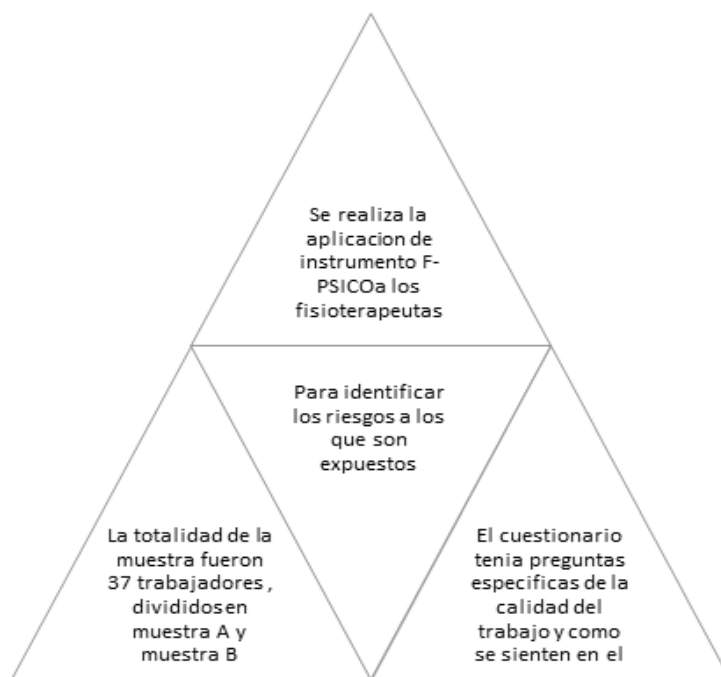 Se realiza la
aplicacion de
instrumento F-
PSICOa los
fisioterapeutas
Para identificar
los riesgos a los
que son
expuestos
La totalidad de la
muestra fueron
37 trabajadores ,
divididos en
muestra A y
muestra B
El cuestionario
tenia preguntas
especificas de la
calidad del
trabajo y como
se sienten en el